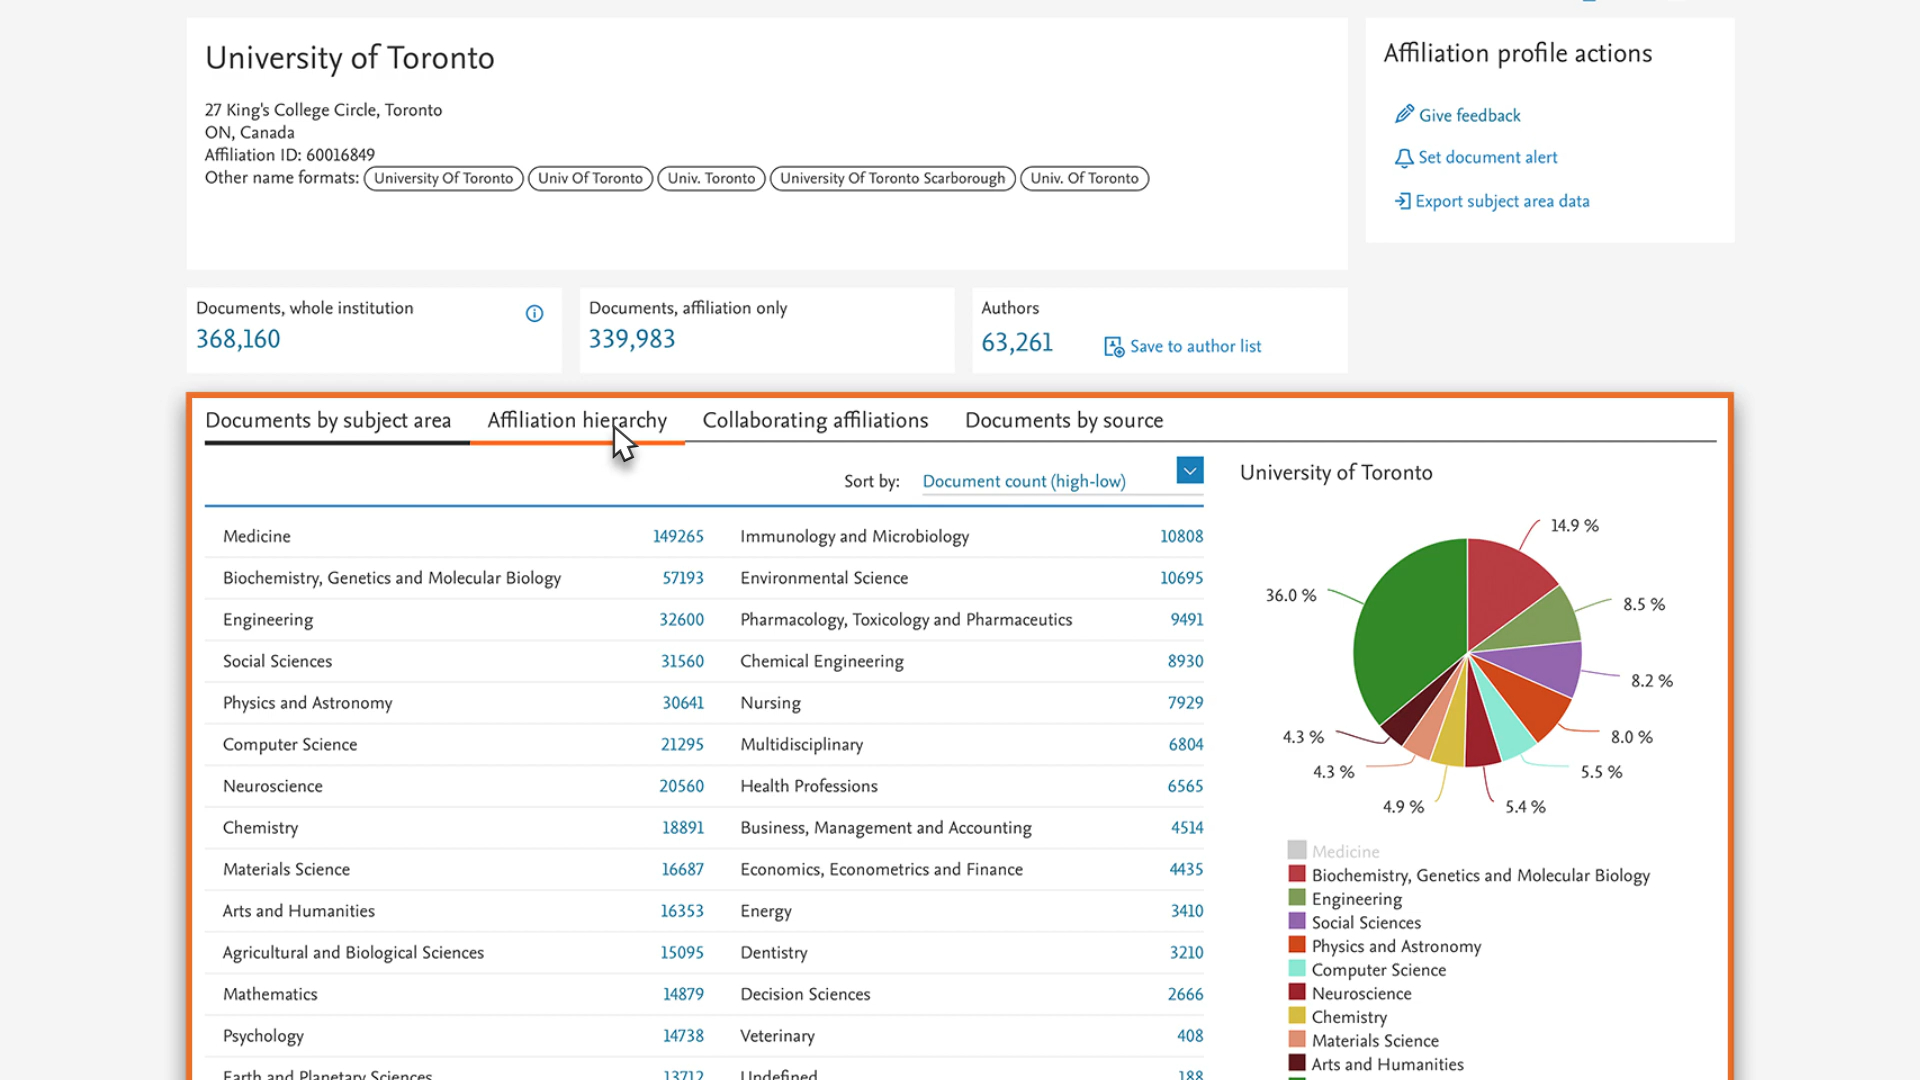 University of Toronto
27 King's College Circle, Toronto
ON, Canada
Affiliation ID: 60016849
Other name formats: University Of Toronto Univ Of Toronto Univ. Toronto University Of Toronto Scarborough Univ. Of Toronto
Affiliation profile actions
Give feedback
Set document alert
Export subject area data
Documents, whole institution
368,160
Documents, affiliation only
339,983
Authors
63,261 Save to author list
Documents by subject area Affiliation hierarchy Collaborating affiliations Documents by source
Sort by: Document count (high-low)
Medicine 149265 Immunology and Microbiology 10808
Biochemistry, Genetics and Molecular Biology 57193 Environmental Science 10695
Engineering 32600 Pharmacology, Toxicology and Pharmaceutics 9491
Social Sciences 31560 Chemical Engineering 8930
Physics and Astronomy 30641 Nursing 7929
Computer Science 21295 Multidisciplinary 6804
Neuroscience 20560 Health Professions 6565
Chemistry 18891 Business, Management and Accounting 4514
Materials Science 16687 Economics, Econometrics and Finance 4435
Arts and Humanities 16353 Energy 3410
Agricultural and Biological Sciences 15095 Dentistry 3210
Mathematics 14879 Decision Sciences 2666
Psychology 14738 Veterinary 408
Earth and Planetary Sciences 13712 Undefined 188
University of Toronto
14.9 %
36.0 %
8.5 %
8.2 %
4.3 %
8.0 %
4.3 %
5.5 %
4.9 %
5.4 %
Medicine
Biochemistry, Genetics and Molecular Biology
Engineering
Social Sciences
Physics and Astronomy
Computer Science
Neuroscience
Chemistry
Materials Science
Arts and Humanities